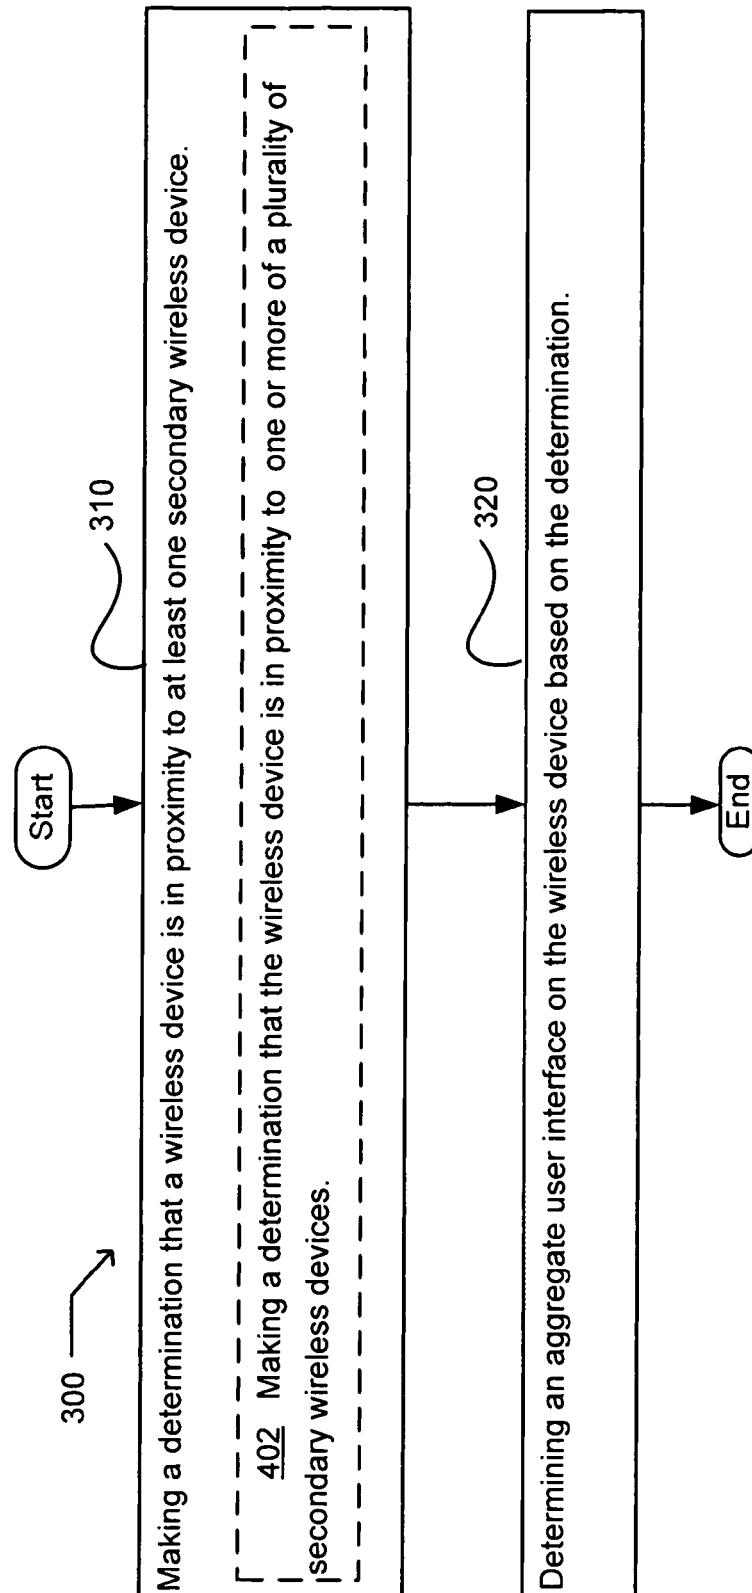 Start
300
310
Making a determination that a wireless device is in proximity to at least one secondary wireless device.
402 Making a determination that the wireless device is in proximity to one or more of a plurality of
secondary wireless devices.
320
Determining an aggregate user interface on the wireless device based on the determination.
End